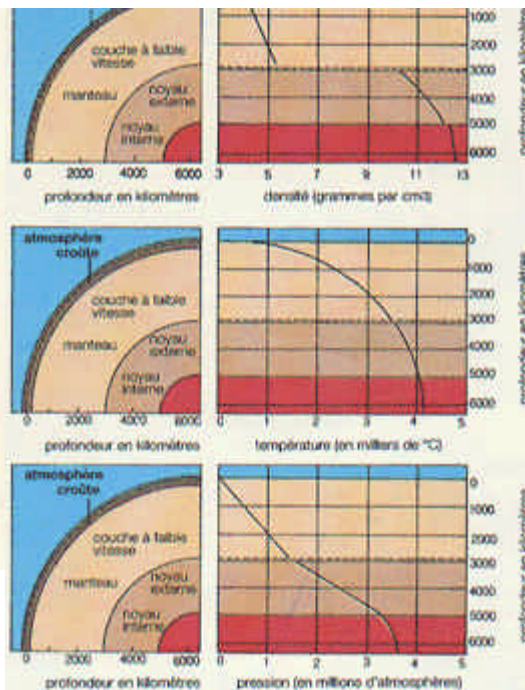 couche à faible
vitesse
manteau
noyau
externe
noyau
interne
0 2000 4000 6000
profondeur en kilomètres
1000
2000
3000
4000
5000
6000
3 5 7 9 11 13
densité (grammes par cm3)
atmosphère
croûte
couche à faible
vitesse
manteau
noyau
externe
noyau
interne
0 2000 4000 6000
profondeur en kilomètres
0
1000
2000
3000
4000
5000
6000
0 1 2 3 4 5
température (en milliers de °C)
profondeur en kilomètres
atmosphère
croûte
couche à faible
vitesse
manteau
noyau
externe
noyau
interne
0 2000 4000 6000
profondeur en kilomètres
0
1000
2000
3000
4000
5000
6000
0 1 2 3 4 5
pression (en millions d'atmosphères)